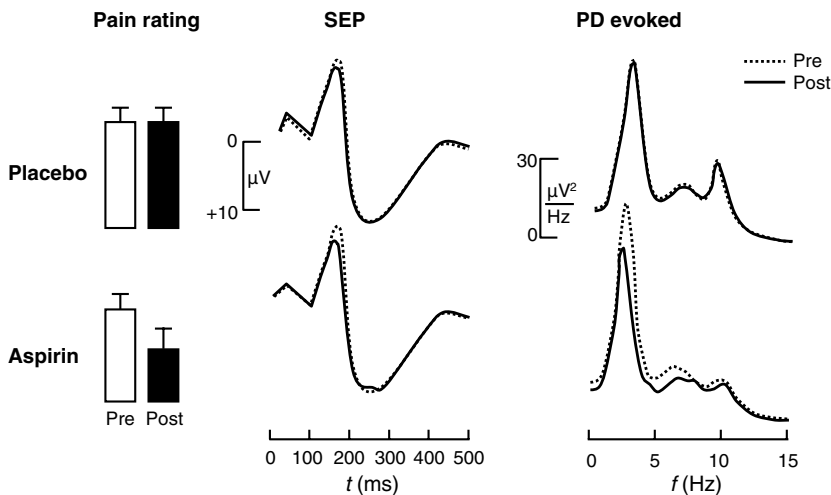 Pain rating
SEP
PD evoked
Pre
Post
Placebo
0
µV
+10
30
µV²
Hz
0
Aspirin
Pre Post
0 100 200 300 400 500
t (ms)
0 5 10 15
f (Hz)